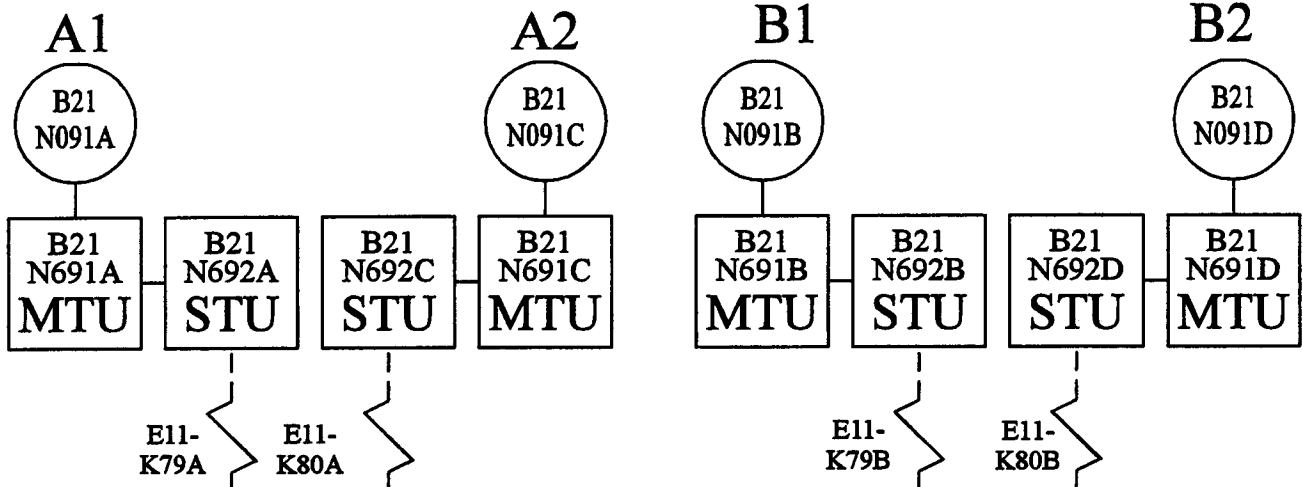 A1
B21
N091A
B21
N691A
MTU
B21
N692A
STU
E11-
K79A
A2
B21
N091C
B21
N692C
STU
B21
N691C
MTU
E11-
K80A
B1
B21
N091B
B21
N691B
MTU
B21
N692B
STU
E11-
K79B
B2
B21
N091D
B21
N692D
STU
B21
N691D
MTU
E11-
K80B